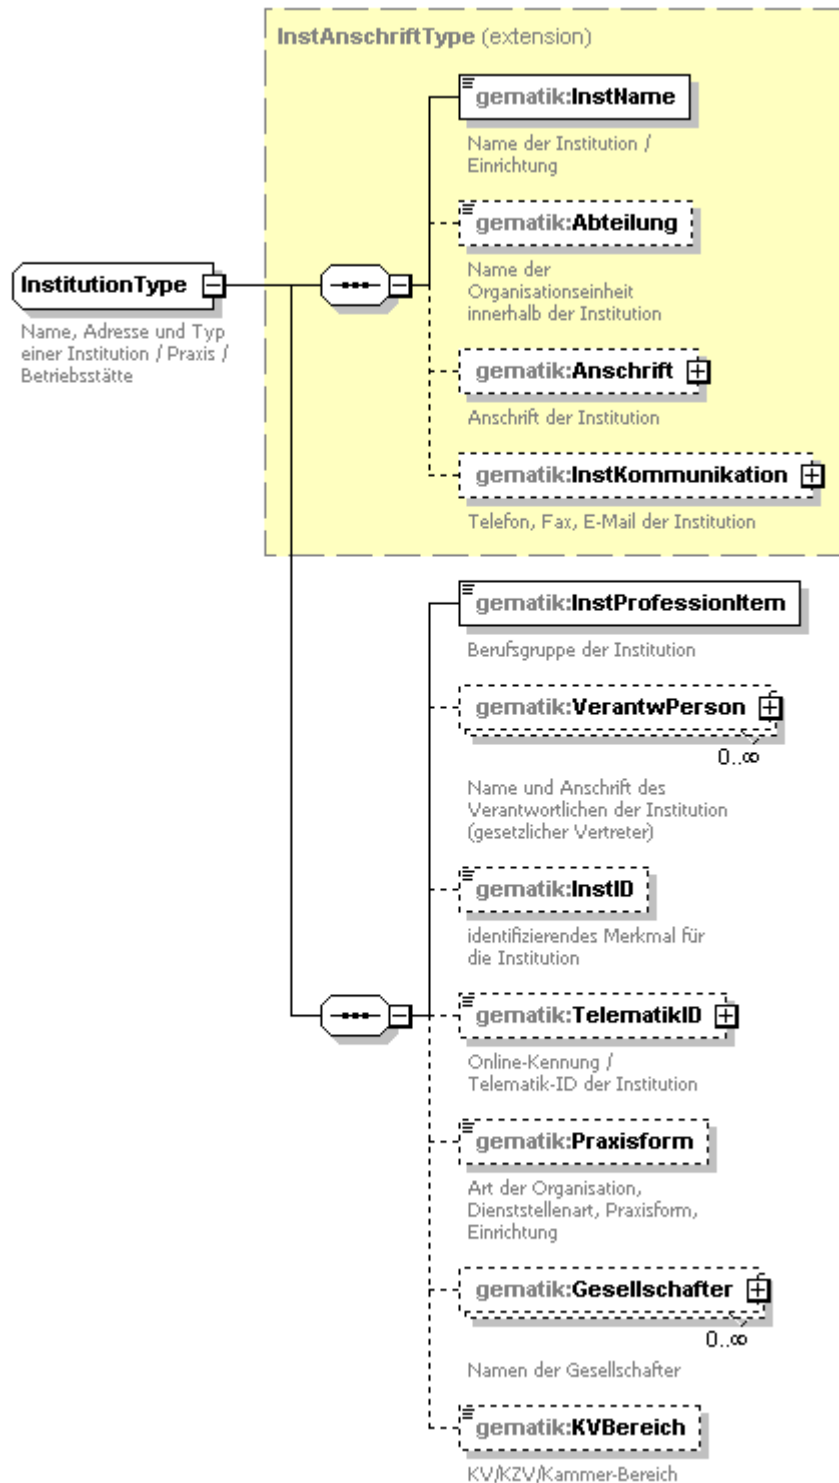 InstAnschriftType (extension)
gematik:InstName
Name der Institution /
Einrichtung
gematik:Abteilung
Name der
Organisationseinheit
innerhalb der Institution
InstitutionType
Name, Adresse und Typ
einer Institution / Praxis /
Betriebsstätte
gematik:Anschrift
Anschrift der Institution
gematik:InstKommunikation
Telefon, Fax, E-Mail der Institution
gematik:InstProfessionItem
Berufsgruppe der Institution
gematik:VerantwPerson
0..∞
Name und Anschrift des
Verantwortlichen der Institution
(gesetzlicher Vertreter)
gematik:InstID
identifizierendes Merkmal für
die Institution
gematik:TelematikID
Online-Kennung /
Telematik-ID der Institution
gematik:Praxisform
Art der Organisation,
Dienststellenart, Praxisform,
Einrichtung
gematik:Gesellschafter
0..∞
Namen der Gesellschafter
gematik:KVBereich
KV/KZV/Kammer-Bereich